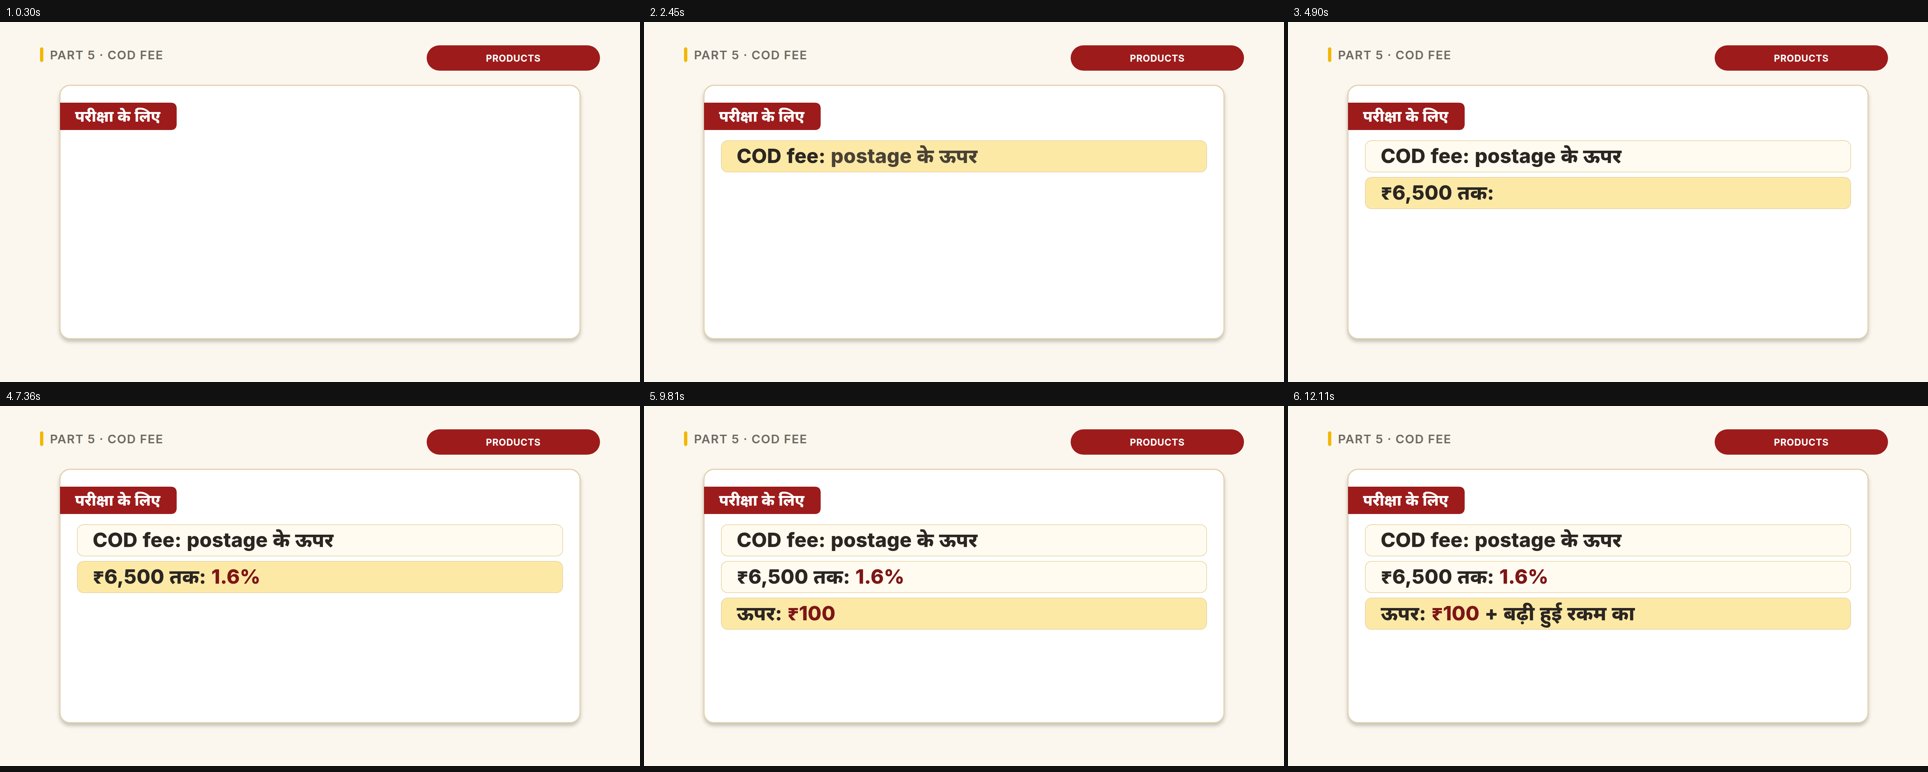 1. 0.30s
PART 5 · COD FEE
PRODUCTS
परीक्षा के लिए
2. 2.45s
PART 5 · COD FEE
PRODUCTS
परीक्षा के लिए
COD fee: postage के ऊपर
3. 4.90s
PART 5 · COD FEE
PRODUCTS
परीक्षा के लिए
COD fee: postage के ऊपर
₹6,500 तक:
4. 7.36s
PART 5 · COD FEE
PRODUCTS
परीक्षा के लिए
COD fee: postage के ऊपर
₹6,500 तक: 1.6%
5. 9.81s
PART 5 · COD FEE
PRODUCTS
परीक्षा के लिए
COD fee: postage के ऊपर
₹6,500 तक: 1.6%
ऊपर: ₹100
6. 12.11s
PART 5 · COD FEE
PRODUCTS
परीक्षा के लिए
COD fee: postage के ऊपर
₹6,500 तक: 1.6%
ऊपर: ₹100 + बढ़ी हुई रकम का